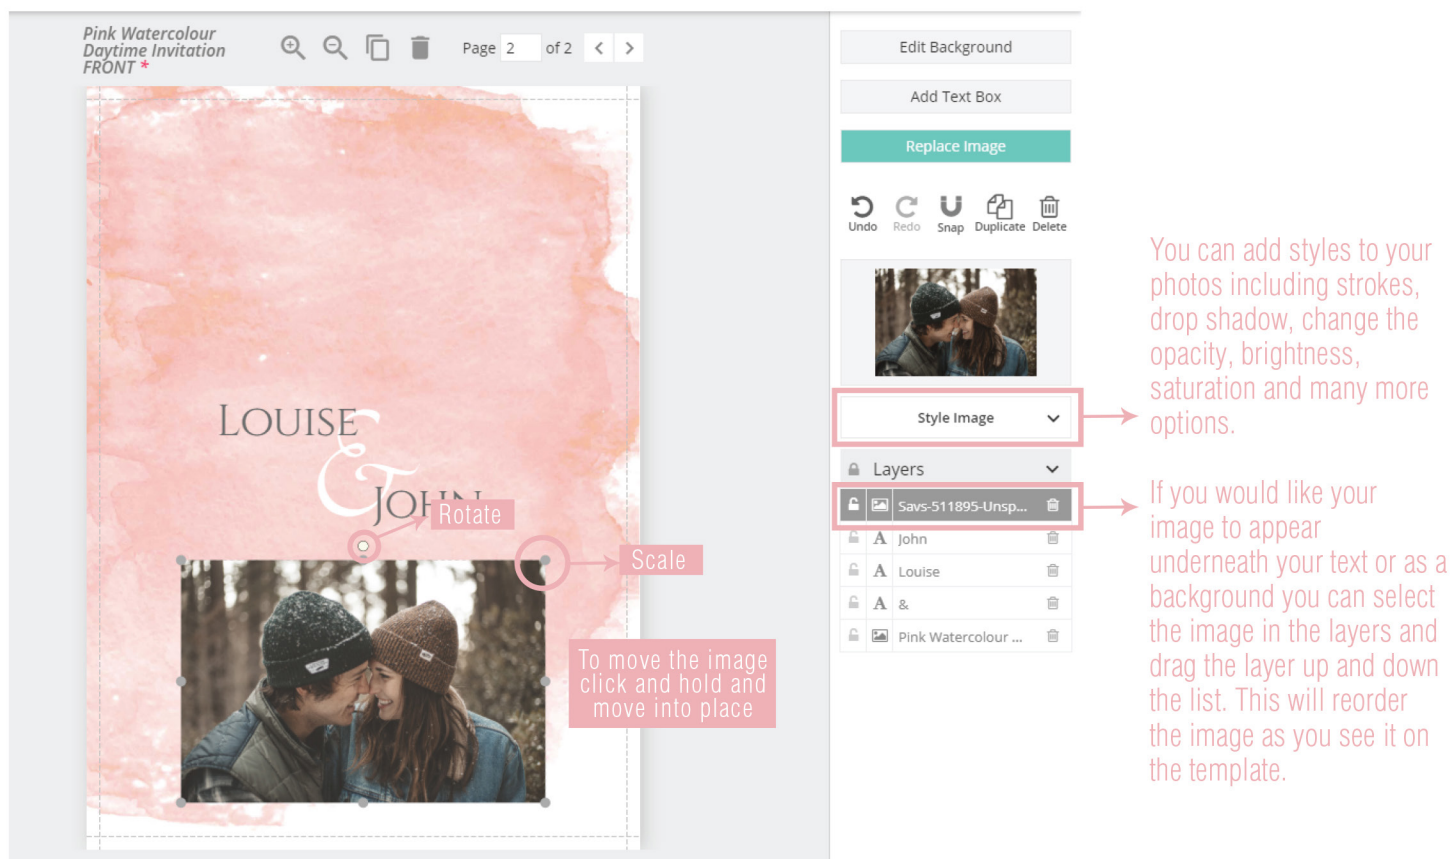 Pink Watercolour
Daytime Invitation
FRONT *
Page 2 of 2
Edit Background
Add Text Box
Replace Image
Undo Redo Snap Duplicate Delete
Style Image
Layers
Savs-511895-Unsp...
John
Louise
&
Pink Watercolour ...
LOUISE
&
JOHN
Rotate
Scale
To move the image
click and hold and
move into place
You can add styles to your
photos including strokes,
drop shadow, change the
opacity, brightness,
saturation and many more
options.
If you would like your
image to appear
underneath your text or as a
background you can select
the image in the layers and
drag the layer up and down
the list. This will reorder
the image as you see it on
the template.